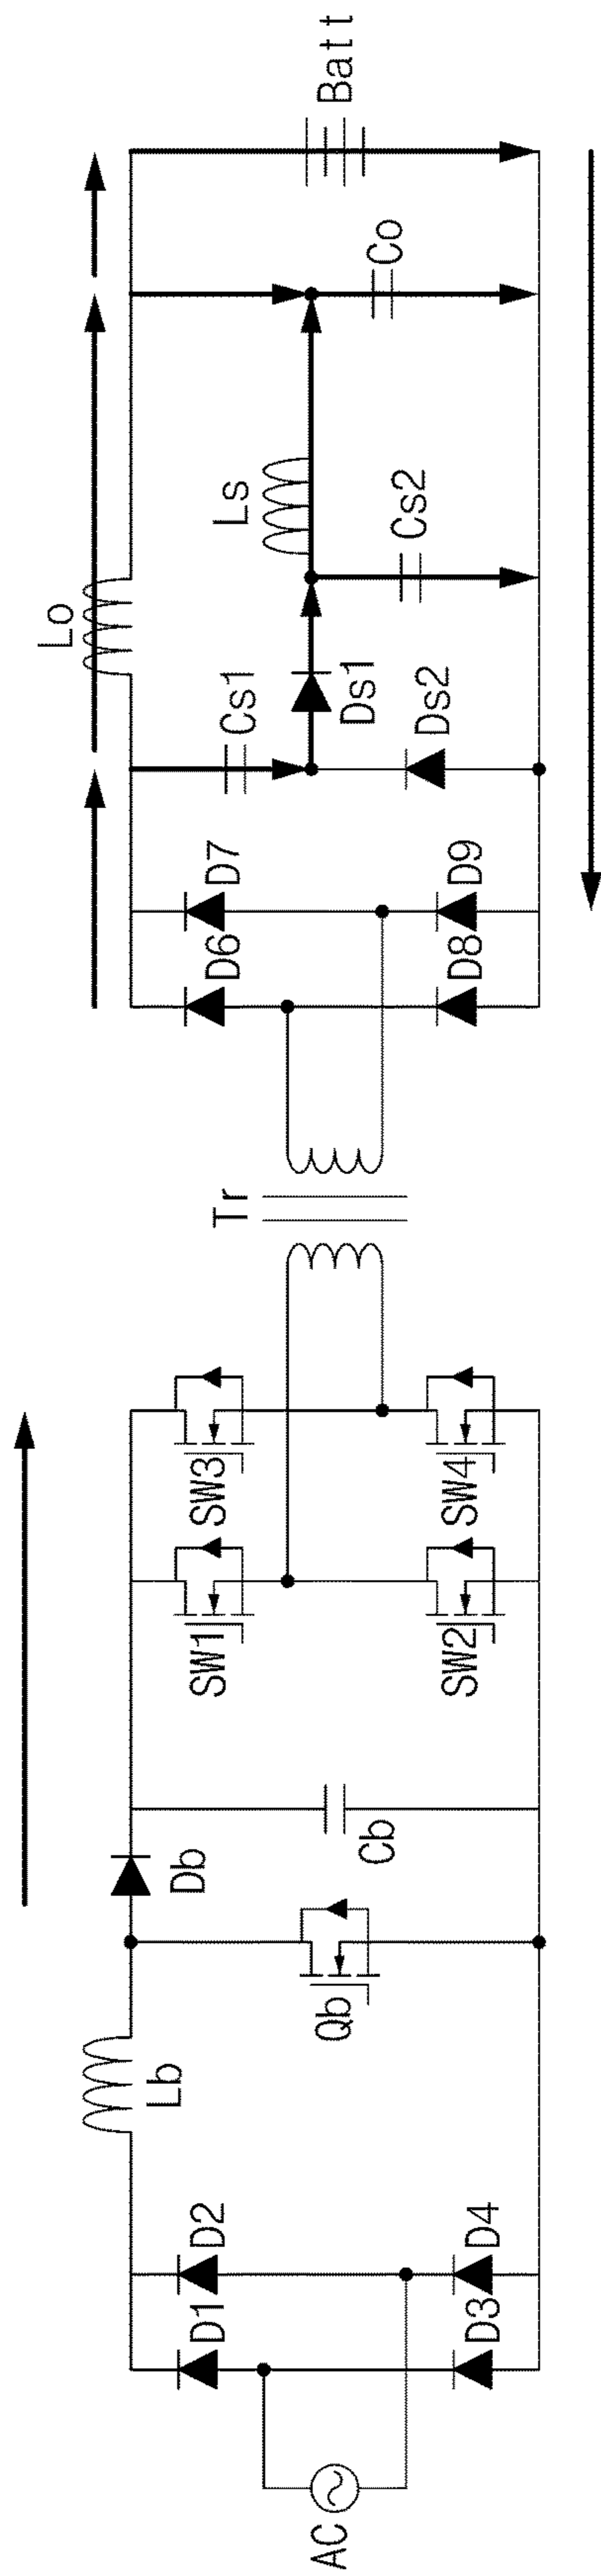 AC
D1
D2
D3
D4
Lb
Qb
Db
Cb
SW1
SW2
SW3
SW4
Tr
D6
D7
D8
D9
Cs1
Ds1
Ds2
Lo
Ls
Cs2
Co
Batt